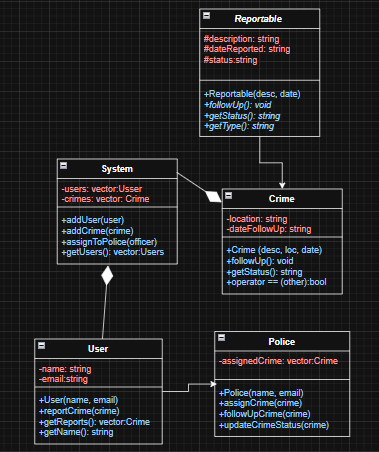 Reportable
#description: string
#dateReported: string
#status:string
+Reportable(desc, date)
+followUp(): void
+getStatus(): string
+getType(): string
System
-users: vector:Usser
-crimes: vector: Crime
+addUser(user)
+addCrime(crime)
+assignToPolice(officer)
+getUsers(): vector:Users
Crime
-location: string
-dateFollowUp: string
+Crime (desc, loc, date)
+followUp(): void
+getStatus(): string
+operator == (other):bool
User
-name: string
-email:string
+User(name, email)
+reportCrime(crime)
+getReports(): vector:Crime
+getName(): string
Police
-assignedCrime: vector:Crime
+Police(name, email)
+assignCrime(crime)
+followUpCrime(crime)
+updateCrimeStatus(crime)